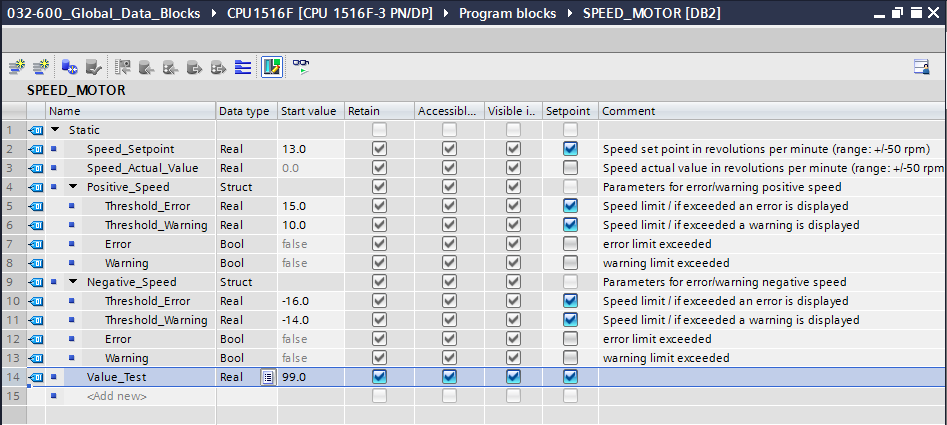 032-600_Global_Data_Blocks CPU1516F [CPU 1516F-3 PN/DP] Program blocks SPEED_MOTOR [DB2]
SPEED_MOTOR
Name Data type Start value Retain Accessibl... Visible i.. Setpoint Comment
1 Static
2 Speed_Setpoint Real 13.0 Speed set point in revolutions per minute (range: +/-50 rpm)
3 Speed_Actual_Value Real 0.0 Speed actual value in revolutions per minute (range: +/-50 rpm
4 Positive_Speed Struct Parameters for error/warning positive speed
5 Threshold_Error Real 15.0 Speed limit / if exceeded an error is displayed
6 Threshold_Warning Real 10.0 Speed limit / if exceeded a warning is displayed
7 Error Bool false error limit exceeded
8 Warning Bool false warning limit exceeded
9 Negative_Speed Struct Parameters for error/warning negative speed
10 Threshold_Error Real -16.0 Speed limit / if exceeded an error is displayed
11 Threshold_Warning Real -14.0 Speed limit / if exceeded a warning is displayed
12 Error Bool false error limit exceeded
13 Warning Bool false warning limit exceeded
14 Value_Test Real 99.0
15 <Add new>